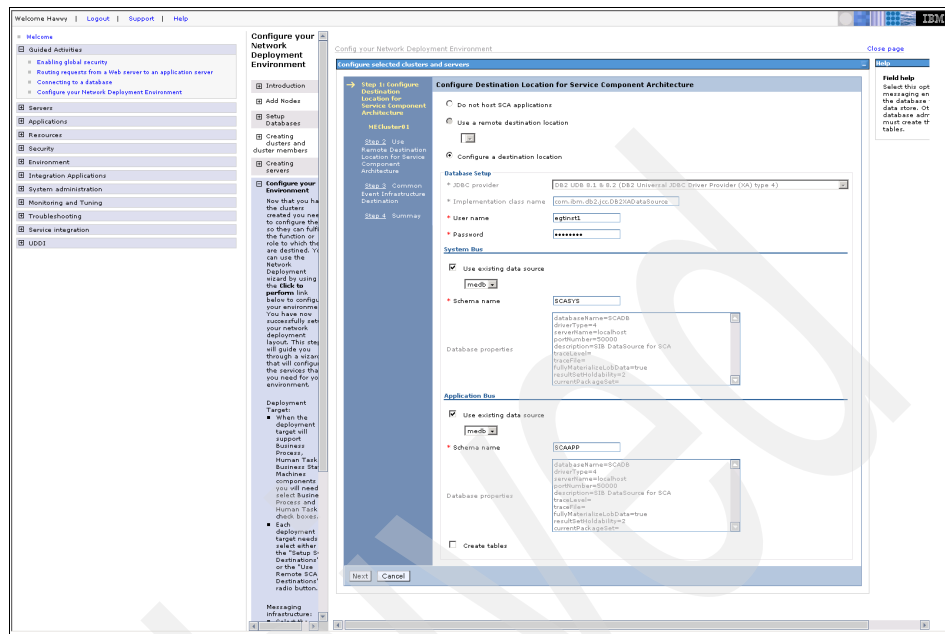 Welcome Havvy | Logout | Support | Help
IBM
Welcome
Guided Activities
Enabling global security
Routing requests from a Web server to an application server
Connecting to a database
Configure your Network Deployment Environment
Servers
Applications
Resources
Security
Environment
Integration Applications
System administration
Monitoring and Tuning
Troubleshooting
Service integration
UDDI
Configure your
Network
Deployment
Environment
Introduction
Add Nodes
Setup
Databases
Creating
clusters and
cluster members
Creating
servers
Configure your
Environment
Now that you ha
the clusters
created you nee
to configure the
so they can fulfi
the function or
role to which the
are destined. Yo
can use the
Network
Deployment
wizard by using
the Click to
perform link
below to configu
your environme
You have now
successfully set
your network
deployment
layout. This step
will guide you
through a wizar
that will configu
the services tha
you need for yo
environment.
Deployment
Target:
When the
deployment
target will
support
Business
Process,
Human Task
Business Sta
Machines
components
you will need
select Busine
Process and
Human Task
check boxes.
Each
deployment
target needs
select either
the "Setup S
Destinations'
or the "Use
Remote SCA
Destinations'
radio button.
Messaging
infrastructure:
Config your Network Deployment Environment
Close page
Configure selected clusters and servers
Step 1: Configure
Destination
Location for
Service Component
Architecture
MECluster01
Step 2 Use
Remote Destination
Location for Service
Component
Architecture
Step 3 Common
Event Infrastructure
Destination
Step 4 Summay
Configure Destination Location for Service Component Architecture
Do not host SCA applications
Use a remote destination location
Configure a destination location
Database Setup
* JDBC provider
DB2 UDB 8.1 & 8.2 (DB2 Universal JDBC Driver Provider (XA) type 4)
* Implementation class name
com.ibm.db2.jcc.DB2XADataSource
* User name
egtinst1
* Password
********
System Bus
Use existing data source
medb
* Schema name
SCASYS
Database properties
databaseName=SCADB
driverType=4
serverName=localhost
portNumber=50000
description=SIB DataSource for SCA
traceLevel=
traceFile=
fullyMaterializeLobData=true
resultSetHoldability=2
currentPackageSet=
Application Bus
Use existing data source
medb
* Schema name
SCAAPP
Database properties
databaseName=SCADB
driverType=4
serverName=localhost
portNumber=50000
description=SIB DataSource for SCA
traceLevel=
traceFile=
fullyMaterializeLobData=true
resultSetHoldability=2
currentPackageSet=
Create tables
Next Cancel
Help
Field help
Select this opt
messaging en
the database
data store. Ot
database adm
must create th
tables.